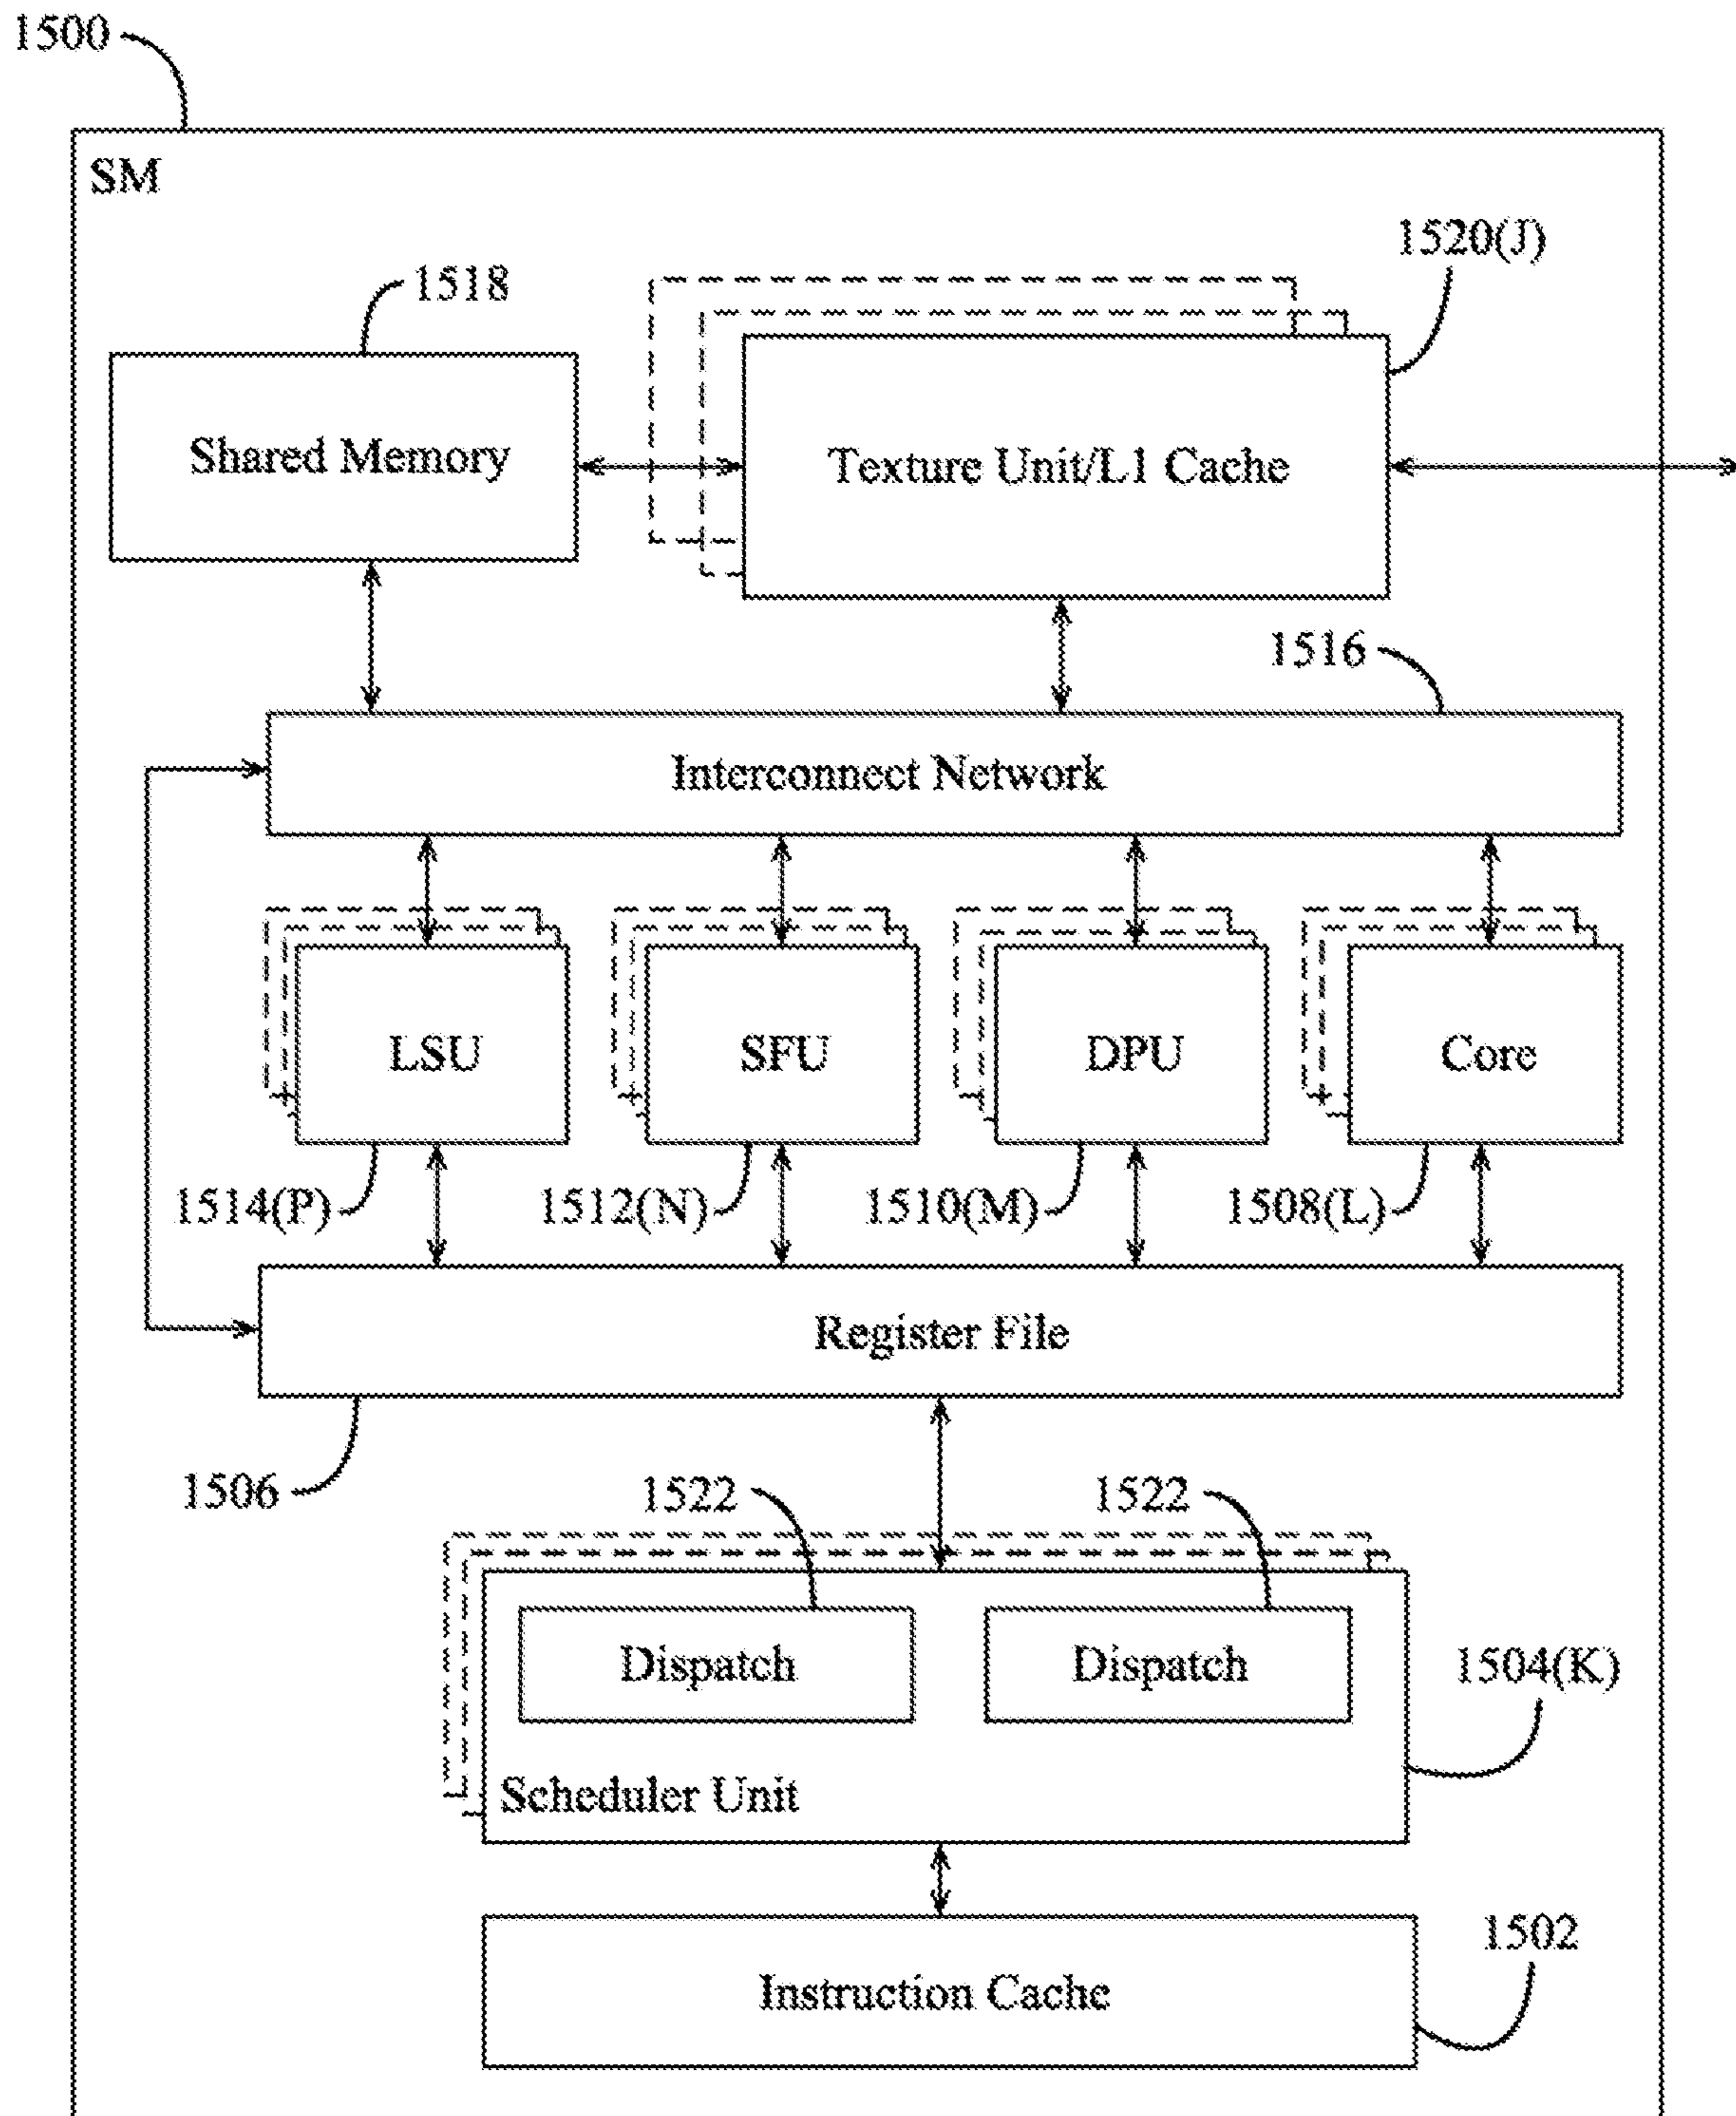 1500
SM
1520(J)
1518
Shared Memory
Texture Unit/L1 Cache
1516
Interconnect Network
LSU
SFU
DPU
Core
1514(P)
1512(N)
1510(M)
1508(L)
Register File
1506
1522
1522
Dispatch
Dispatch
1504(K)
Scheduler Unit
1502
Instruction Cache